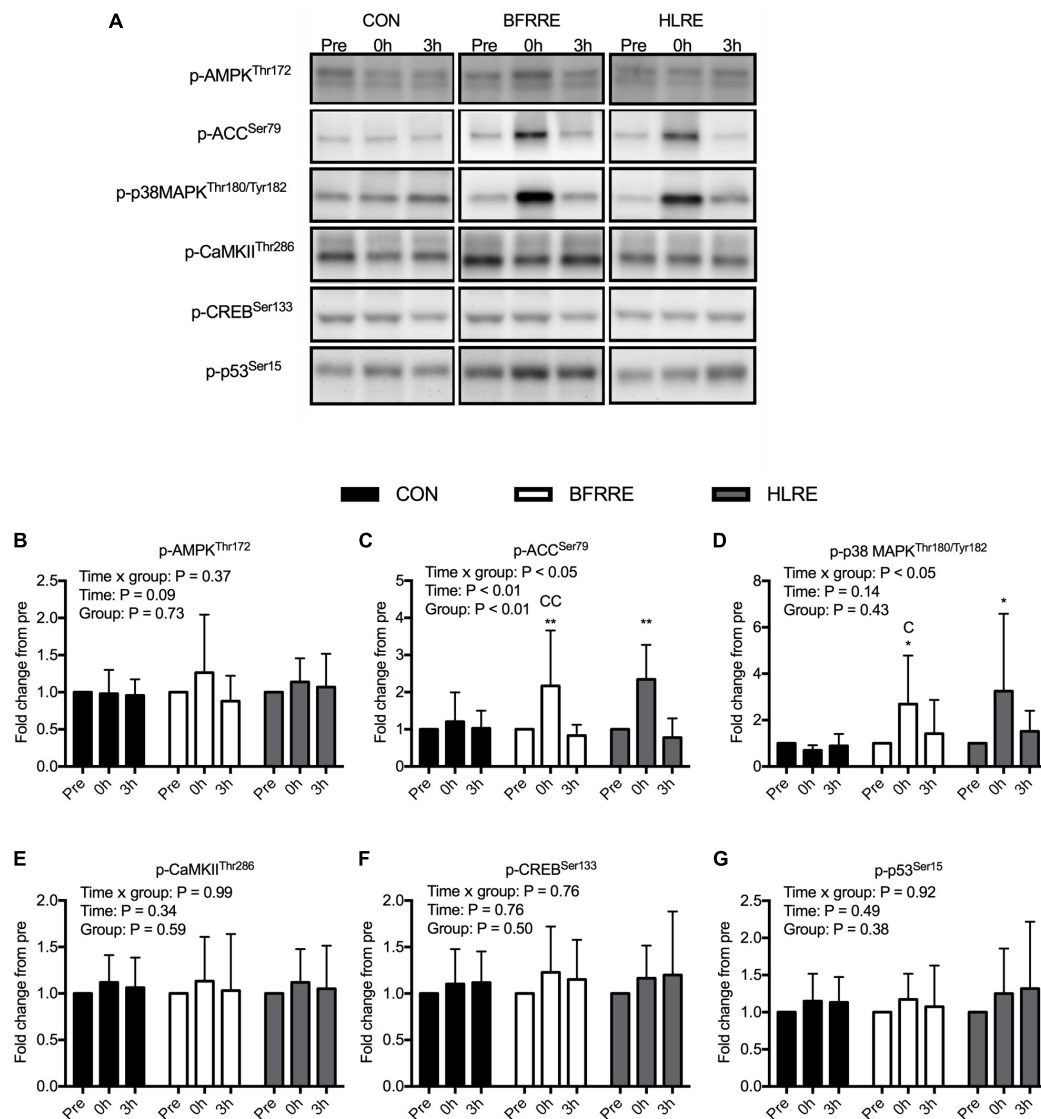 A
CON BFRRE HLRE
Pre 0h 3h Pre 0h 3h Pre 0h 3h
p-AMPKThr172
p-ACCSer79
p-p38MAPKThr180/Tyr182
p-CaMKIIThr286
p-CREBSer133
p-p53Ser15
CON BFRRE HLRE
B
p-AMPKThr172
Time x group: P = 0.37
Time: P = 0.09
Group: P = 0.73
Fold change from pre
2.5
2.0
1.5
1.0
0.5
0.0
Pre 0h 3h Pre 0h 3h Pre 0h 3h
C
p-ACCSer79
Time x group: P < 0.05
Time: P < 0.01
Group: P < 0.01
CC
** **
Fold change from pre
5
4
3
2
1
0
Pre 0h 3h Pre 0h 3h Pre 0h 3h
D
p-p38 MAPKThr180/Tyr182
Time x group: P < 0.05
Time: P = 0.14
Group: P = 0.43
C
* *
Fold change from pre
8
6
4
2
0
Pre 0h 3h Pre 0h 3h Pre 0h 3h
E
p-CaMKIIThr286
Time x group: P = 0.99
Time: P = 0.34
Group: P = 0.59
Fold change from pre
2.0
1.5
1.0
0.5
0.0
Pre 0h 3h Pre 0h 3h Pre 0h 3h
F
p-CREBSer133
Time x group: P = 0.76
Time: P = 0.76
Group: P = 0.50
Fold change from pre
2.0
1.5
1.0
0.5
0.0
Pre 0h 3h Pre 0h 3h Pre 0h 3h
G
p-p53Ser15
Time x group: P = 0.92
Time: P = 0.49
Group: P = 0.38
Fold change from pre
2.5
2.0
1.5
1.0
0.5
0.0
Pre 0h 3h Pre 0h 3h Pre 0h 3h